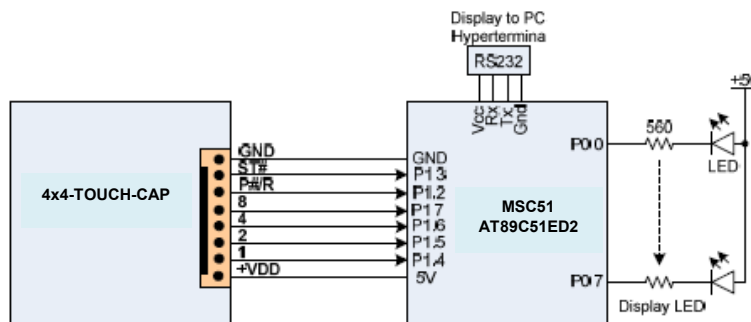 Display to PC
Hypertermina
RS232
Vcc
Rx
Tx
Gnd
4x4-TOUCH-CAP
GND
ST#
P#/R
8
4
2
1
+VDD
GND
P1.3
P1.2
P1.7
P1.6
P1.5
P1.4
5V
MSC51
AT89C51ED2
P0.0
P0.7
560
+5
LED
Display LED